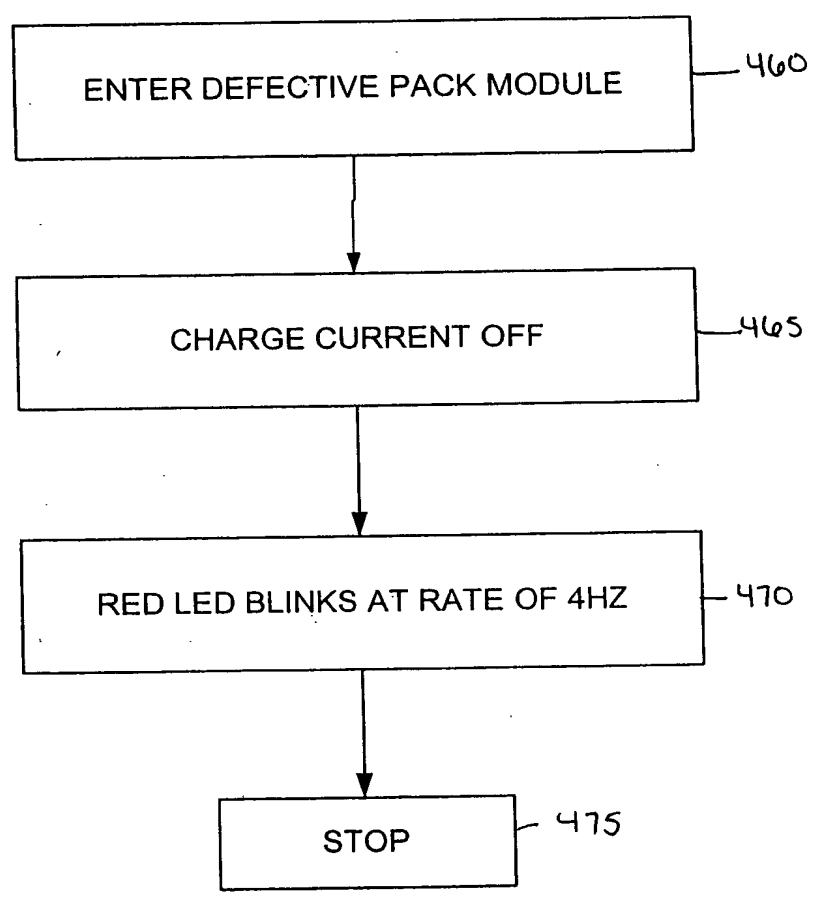 ENTER DEFECTIVE PACK MODULE
460
CHARGE CURRENT OFF
465
RED LED BLINKS AT RATE OF 4HZ
470
STOP
475